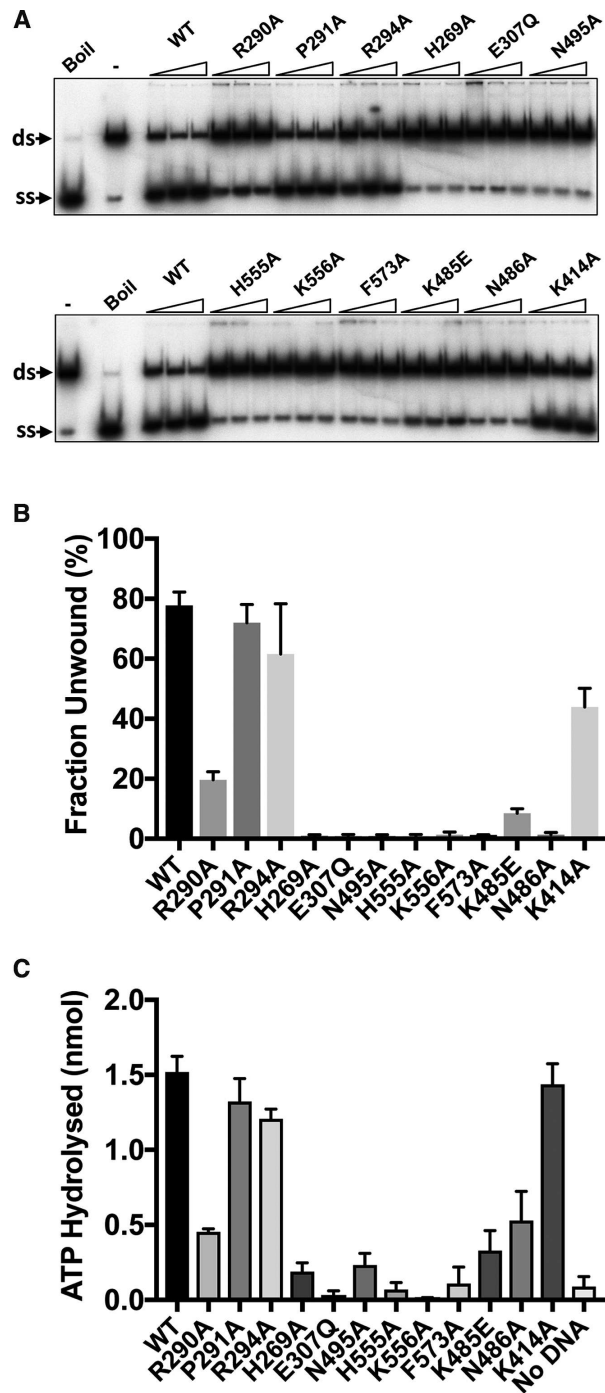 A
Boil - WT R290A P291A R294A H269A E307Q N495A
ds
ss
- Boil WT H555A K556A F573A K485E N486A K414A
ds
ss
B
Fraction Unwound (%)
100
80
60
40
20
0
WT R290A P291A R294A H269A E307Q N495A H555A K556A F573A K485E N486A K414A
C
ATP Hydrolysed (nmol)
2.0
1.5
1.0
0.5
0.0
WT R290A P291A R294A H269A E307Q N495A H555A K556A F573A K485E N486A K414A No DNA